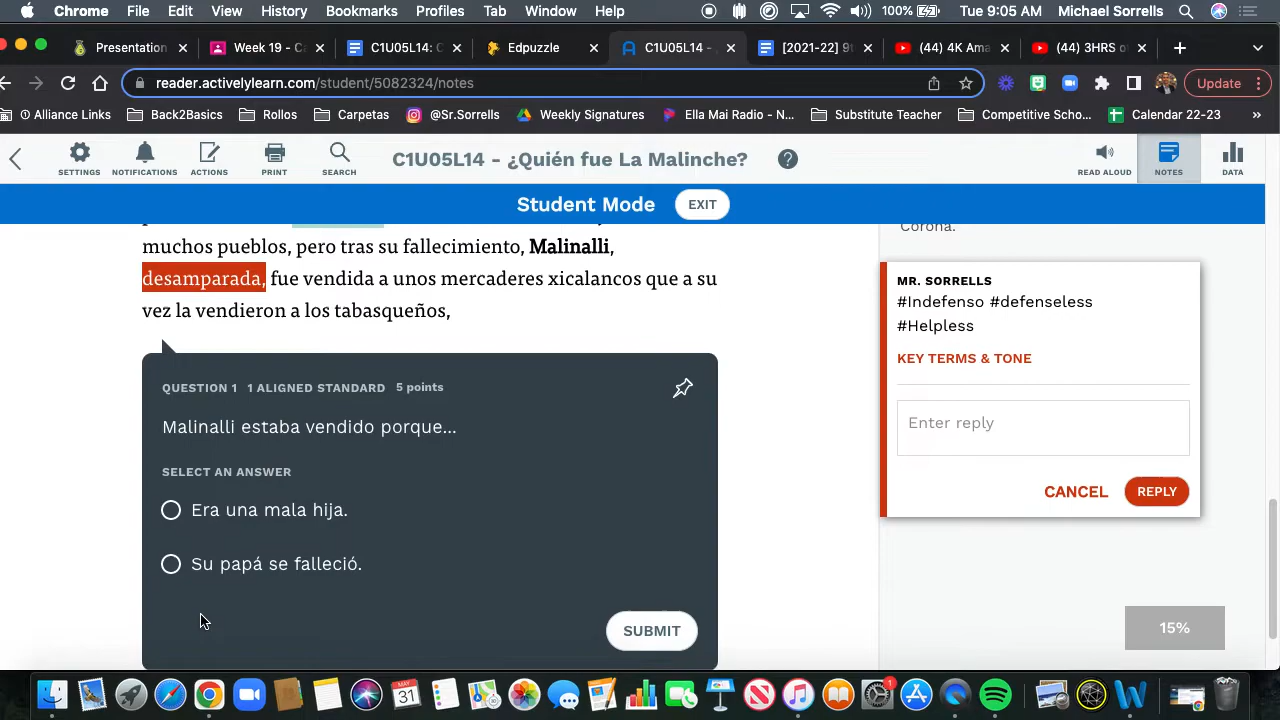 Chrome File Edit View History Bookmarks Profiles Tab Window Help 100% Tue 9:05 AM Michael Sorrells
Presentation Week 19 - Ca C1U05L14: C Edpuzzle C1U05L14 - [2021-22] 9t (44) 4K Ama (44) 3HRS o
reader.activelylearn.com/student/5082324/notes Update
Alliance Links Back2Basics Rollos Carpetas @Sr.Sorrells Weekly Signatures Ella Mai Radio - N... Substitute Teacher Competitive Scho... Calendar 22-23 »
SETTINGS NOTIFICATIONS ACTIONS PRINT SEARCH C1U05L14 - ¿Quién fue La Malinche? ? READ ALOUD NOTES DATA
Student Mode EXIT
muchos pueblos, pero tras su fallecimiento, Malinalli,
desamparada, fue vendida a unos mercaderes xicalancos que a su
vez la vendieron a los tabasqueños,
QUESTION 1 1 ALIGNED STANDARD 5 points
Malinalli estaba vendido porque...
SELECT AN ANSWER
Era una mala hija.
Su papá se falleció.
SUBMIT
Corona.
MR. SORRELLS
#Indefenso #defenseless
#Helpless
KEY TERMS & TONE
Enter reply
CANCEL REPLY
15%
MAY
31
1